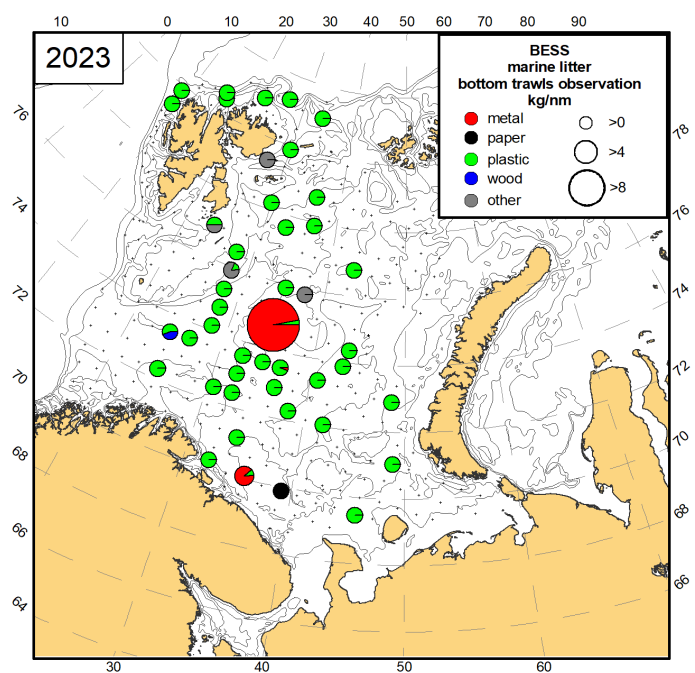 10 0 10 20 30 40 50 60 70 80 90
2023
BESS
marine litter
bottom trawls observation
kg/nm
metal >0
paper
plastic >4
wood >8
other
76
74
72
70
68
66
64
78
74
72
70
68
66
30 40 50 60